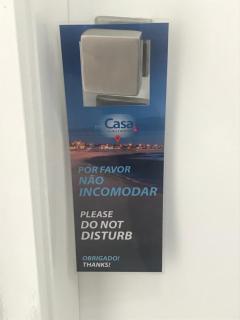 Casa
POR FAVOR
NÃO
INCOMODAR
PLEASE
DO NOT
DISTURB
OBRIGADO!
THANKS!